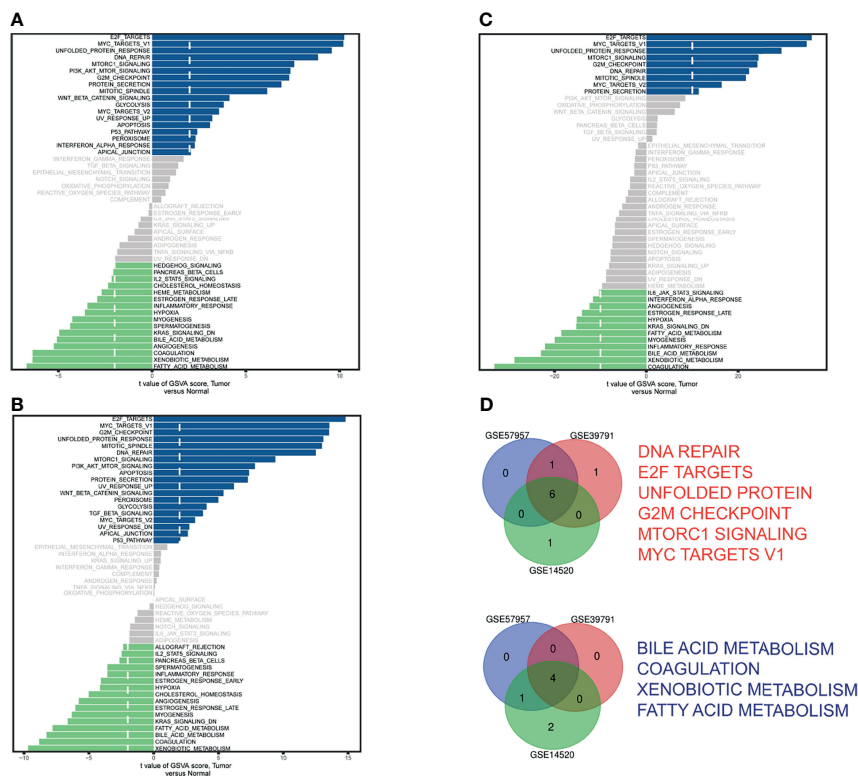 A
E2F_TARGETS
MYC_TARGETS_V1
UNFOLDED_PROTEIN_RESPONSE
DNA_REPAIR
MTORC1_SIGNALING
PI3K_AKT_MTOR_SIGNALING
G2M_CHECKPOINT
PROTEIN_SECRETION
MITOTIC_SPINDLE
WNT_BETA_CATENIN_SIGNALING
GLYCOLYSIS
MYC_TARGETS_V2
UV_RESPONSE_UP
APOPTOSIS
P53_PATHWAY
PEROXISOME
INTERFERON_ALPHA_RESPONSE
APICAL_JUNCTION
INTERFERON_GAMMA_RESPONSE
TGF_BETA_SIGNALING
EPITHELIAL_MESENCHYMAL_TRANSITION
NOTCH_SIGNALING
OXIDATIVE_PHOSPHORYLATION
REACTIVE_OXYGEN_SPECIES_PATHWAY
COMPLEMENT
ALLOGRAFT_REJECTION
ESTROGEN_RESPONSE_EARLY
IL6_JAK_STAT3_SIGNALING
KRAS_SIGNALING_UP
APICAL_SURFACE
ANDROGEN_RESPONSE
ADIPOGENESIS
TNFA_SIGNALING_VIA_NFKB
UV_RESPONSE_DN
HEDGEHOG_SIGNALING
PANCREAS_BETA_CELLS
IL2_STAT5_SIGNALING
CHOLESTEROL_HOMEOSTASIS
HEME_METABOLISM
ESTROGEN_RESPONSE_LATE
INFLAMMATORY_RESPONSE
HYPOXIA
MYOGENESIS
SPERMATOGENESIS
KRAS_SIGNALING_DN
BILE_ACID_METABOLISM
ANGIOGENESIS
COAGULATION
XENOBIOTIC_METABOLISM
FATTY_ACID_METABOLISM
−5 0 5 10
t value of GSVA score, Tumor
versus Normal
B
E2F_TARGETS
MYC_TARGETS_V1
G2M_CHECKPOINT
UNFOLDED_PROTEIN_RESPONSE
MITOTIC_SPINDLE
DNA_REPAIR
MTORC1_SIGNALING
PI3K_AKT_MTOR_SIGNALING
APOPTOSIS
PROTEIN_SECRETION
UV_RESPONSE_UP
WNT_BETA_CATENIN_SIGNALING
PEROXISOME
GLYCOLYSIS
TGF_BETA_SIGNALING
MYC_TARGETS_V2
UV_RESPONSE_DN
APICAL_JUNCTION
P53_PATHWAY
EPITHELIAL_MESENCHYMAL_TRANSITION
INTERFERON_ALPHA_RESPONSE
KRAS_SIGNALING_UP
INTERFERON_GAMMA_RESPONSE
COMPLEMENT
ANDROGEN_RESPONSE
TNFA_SIGNALING_VIA_NFKB
OXIDATIVE_PHOSPHORYLATION
APICAL_SURFACE
HEDGEHOG_SIGNALING
REACTIVE_OXYGEN_SPECIES_PATHWAY
HEME_METABOLISM
NOTCH_SIGNALING
IL6_JAK_STAT3_SIGNALING
ADIPOGENESIS
ALLOGRAFT_REJECTION
IL2_STAT5_SIGNALING
PANCREAS_BETA_CELLS
SPERMATOGENESIS
INFLAMMATORY_RESPONSE
ESTROGEN_RESPONSE_EARLY
HYPOXIA
CHOLESTEROL_HOMEOSTASIS
ANGIOGENESIS
ESTROGEN_RESPONSE_LATE
MYOGENESIS
KRAS_SIGNALING_DN
FATTY_ACID_METABOLISM
BILE_ACID_METABOLISM
COAGULATION
XENOBIOTIC_METABOLISM
−10 −5 0 5 10 15
t value of GSVA score, Tumor
versus Normal
C
E2F_TARGETS
MYC_TARGETS_V1
UNFOLDED_PROTEIN_RESPONSE
MTORC1_SIGNALING
G2M_CHECKPOINT
DNA_REPAIR
MITOTIC_SPINDLE
MYC_TARGETS_V2
PROTEIN_SECRETION
PI3K_AKT_MTOR_SIGNALING
OXIDATIVE_PHOSPHORYLATION
WNT_BETA_CATENIN_SIGNALING
GLYCOLYSIS
PANCREAS_BETA_CELLS
TGF_BETA_SIGNALING
UV_RESPONSE_UP
EPITHELIAL_MESENCHYMAL_TRANSITION
INTERFERON_GAMMA_RESPONSE
PEROXISOME
P53_PATHWAY
APICAL_JUNCTION
IL2_STAT5_SIGNALING
REACTIVE_OXYGEN_SPECIES_PATHWAY
COMPLEMENT
ALLOGRAFT_REJECTION
ANDROGEN_RESPONSE
TNFA_SIGNALING_VIA_NFKB
CHOLESTEROL_HOMEOSTASIS
APICAL_SURFACE
ESTROGEN_RESPONSE_EARLY
SPERMATOGENESIS
HEDGEHOG_SIGNALING
NOTCH_SIGNALING
APOPTOSIS
KRAS_SIGNALING_UP
ADIPOGENESIS
UV_RESPONSE_DN
HEME_METABOLISM
IL6_JAK_STAT3_SIGNALING
INTERFERON_ALPHA_RESPONSE
ANGIOGENESIS
ESTROGEN_RESPONSE_LATE
HYPOXIA
KRAS_SIGNALING_DN
FATTY_ACID_METABOLISM
MYOGENESIS
INFLAMMATORY_RESPONSE
BILE_ACID_METABOLISM
XENOBIOTIC_METABOLISM
COAGULATION
−20 0 20
t value of GSVA score, Tumor
versus Normal
D
GSE57957 GSE39791
0 1 1
6
0 0
1
GSE14520
DNA REPAIR
E2F TARGETS
UNFOLDED PROTEIN
G2M CHECKPOINT
MTORC1 SIGNALING
MYC TARGETS V1
GSE57957 GSE39791
0 0 0
4
1 0
2
GSE14520
BILE ACID METABOLISM
COAGULATION
XENOBIOTIC METABOLISM
FATTY ACID METABOLISM